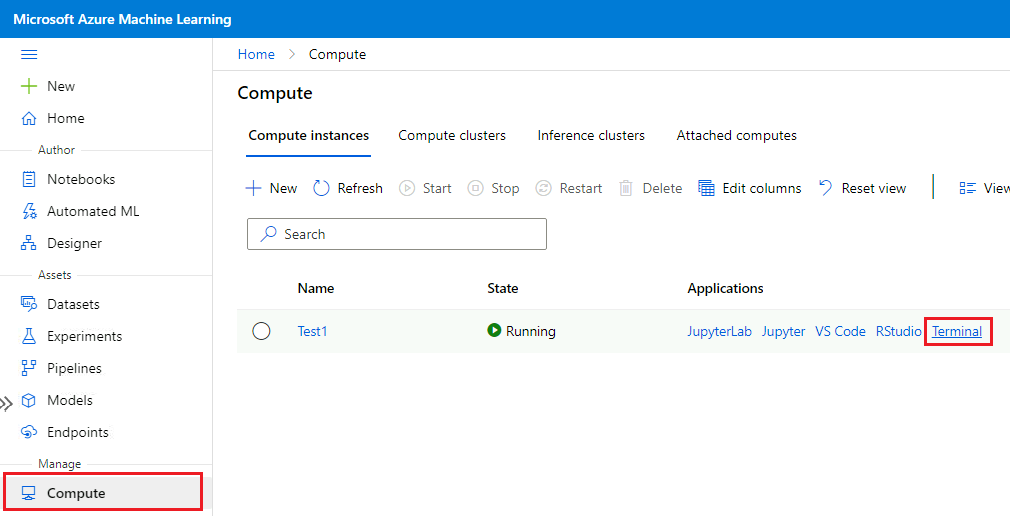 Microsoft Azure Machine Learning
New
Home
Author
Notebooks
Automated ML
Designer
Assets
Datasets
Experiments
Pipelines
Models
Endpoints
Manage
Compute
Home > Compute
Compute
Compute instances Compute clusters Inference clusters Attached computes
New Refresh Start Stop Restart Delete Edit columns Reset view View
Search
Name State Applications
Test1 Running JupyterLab Jupyter VS Code RStudio Terminal